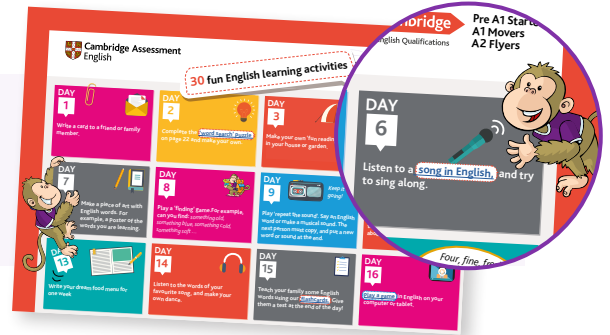 Cambridge Assessment
English
30 fun English learning activities
bridge
English Qualifications
Pre A1 Starte
A1 Movers
A2 Flyers
DAY
1
Write a card to a friend or family
member.
DAY
2
Complete the 'word search' puzzle
on page 22 and make your own.
DAY
3
Make your own
in your house or garden.
DAY
6
Listen to a song in English, and try
to sing along.
DAY
7
Make a piece of art with
English words. For
example, a poster of the
words you are learning.
DAY
8
Play a 'finding' game. For example,
can you find: something old,
something blue, something cold,
something soft ...
DAY
9
Keep a
going!
Play 'repeat the sound'. Say an English
word or make a musical sound. The
next person must copy, and put a new
word or sound at the end.
DAY
13
Write your dream food menu for
one week
DAY
14
Listen to the words of your
favourite song, and make your
own dance.
DAY
15
Teach your family some English
words using our flashcards. Give
them a test at the end of the day!
DAY
16
Play a game in English on your
computer or tablet.
Four, fine, fr